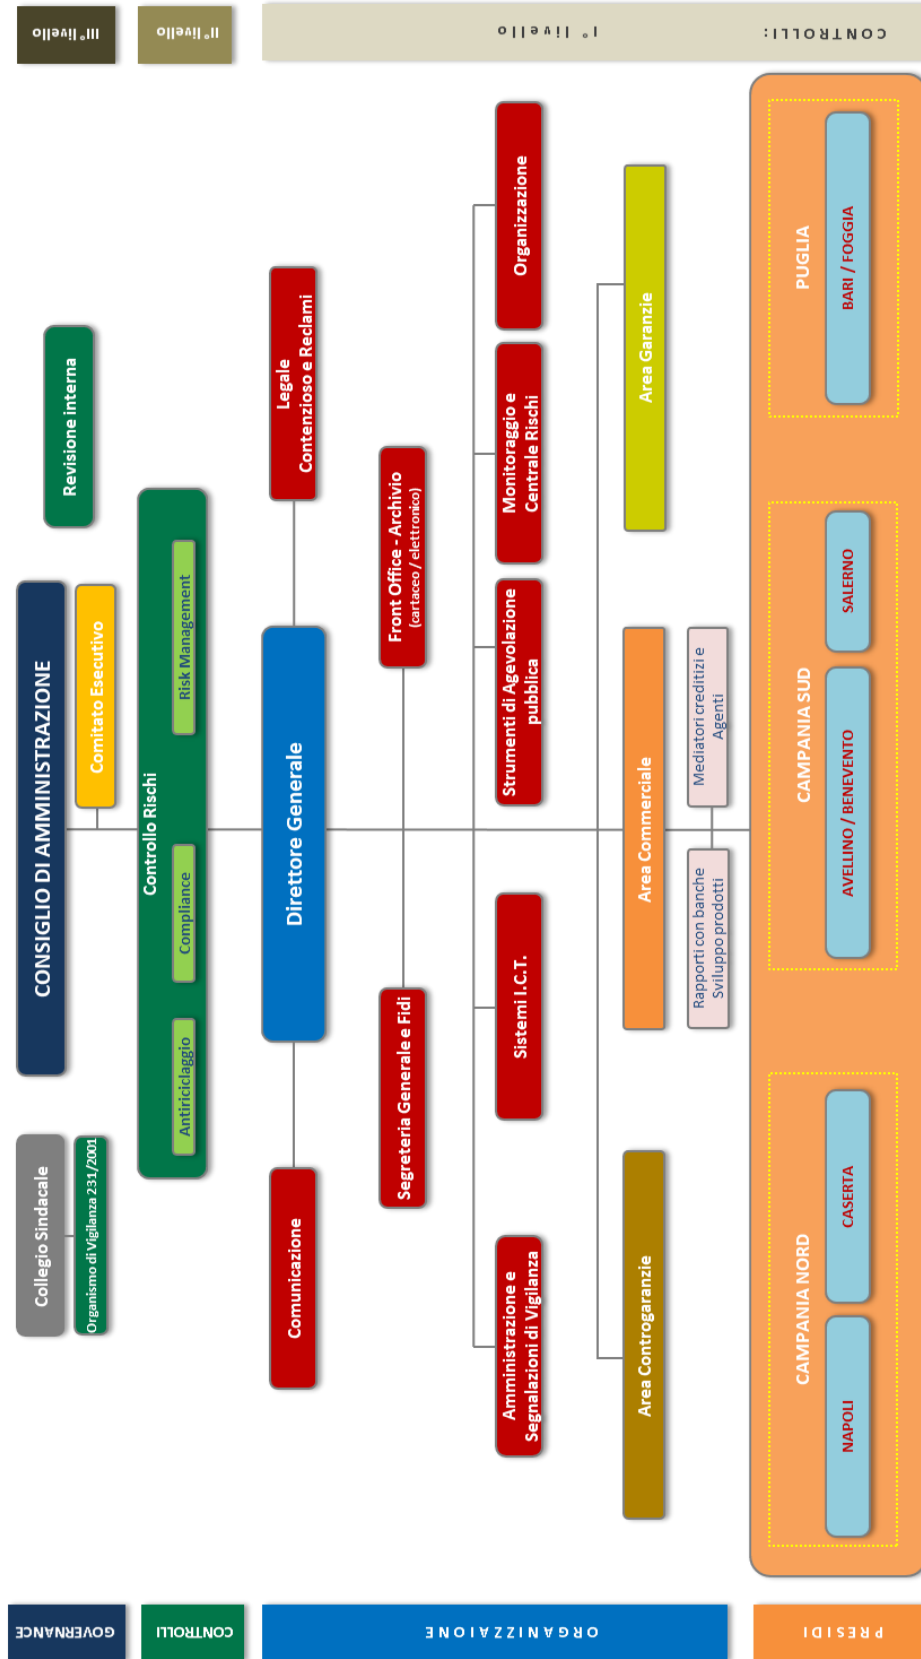 GOVERNANCE
Collegio Sindacale
Organismo di Vigilanza 231/2001
CONSIGLIO DI AMMINISTRAZIONE
Comitato Esecutivo
Revisione interna
III° livello
CONTROLLI
Controllo Rischi
Antiriciclaggio
Compliance
Risk Management
II° livello
ORGANIZZAIONE
Comunicazione
Direttore Generale
Legale
Contenzioso e Reclami
Segreteria Generale e Fidi
Front Office - Archivio
(cartaceo / elettronico)
Amministrazione e
Segnalazioni di Vigilanza
Sistemi I.C.T.
Strumenti di Agevolazione
pubblica
Monitoraggio e
Centrale Rischi
Organizzazione
Area Controgaranzie
Area Commerciale
Area Garanzie
Rapporti con banche
Sviluppo prodotti
Mediatori creditizi e
Agenti
I° livello
PRESIDI
CAMPANIA NORD
NAPOLI
CASERTA
CAMPANIA SUD
AVELLINO / BENEVENTO
SALERNO
PUGLIA
BARI / FOGGIA
CONTROLLI: